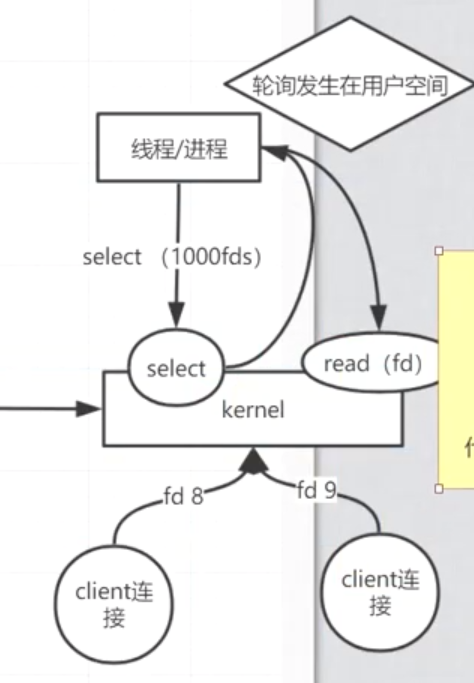 轮询发生在用户空间
线程/进程
select （1000fds）
select
read（fd）
kernel
fd 8
fd 9
client连
接
client连
接